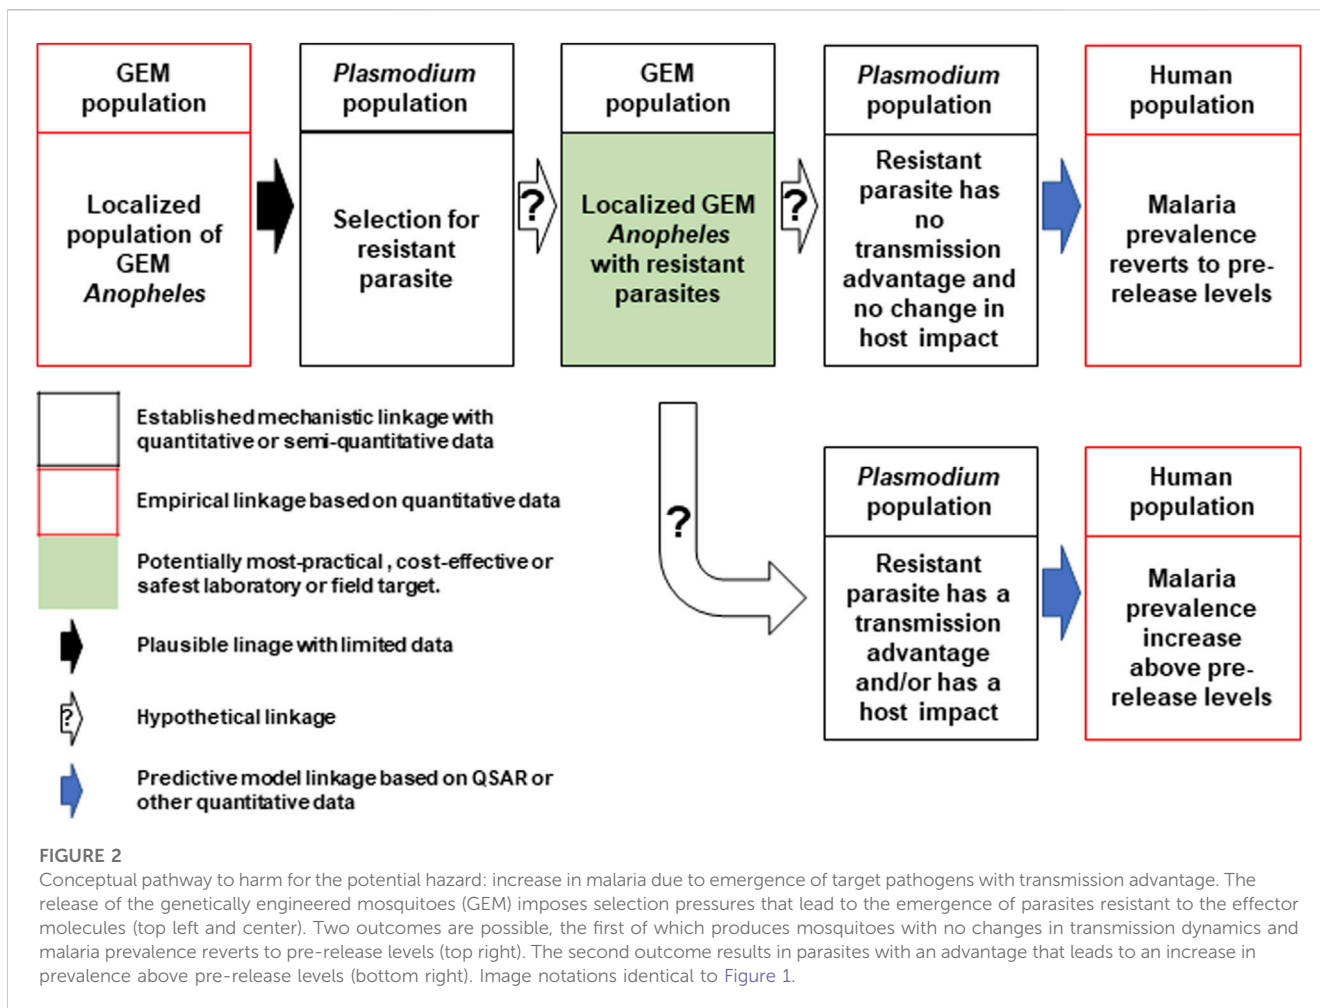 GEM
population
Localized
population of
GEM
Anopheles
Plasmodium
population
Selection for
resistant
parasite
?
GEM
population
Localized GEM
Anopheles
with resistant
parasites
?
Plasmodium
population
Resistant
parasite has
no
transmission
advantage and
no change in
host impact
Human
population
Malaria
prevalence
reverts to pre-
release levels
Established mechanistic linkage with
quantitative or semi-quantitative data
Empirical linkage based on quantitative data
Potentially most-practical , cost-effective or
safest laboratory or field target.
Plausible linage with limited data
?
Hypothetical linkage
Predictive model linkage based on QSAR or
other quantitative data
?
Plasmodium
population
Resistant
parasite has a
transmission
advantage
and/or has a
host impact
Human
population
Malaria
prevalence
increase
above pre-
release levels
FIGURE 2
Conceptual pathway to harm for the potential hazard: increase in malaria due to emergence of target pathogens with transmission advantage. The
release of the genetically engineered mosquitoes (GEM) imposes selection pressures that lead to the emergence of parasites resistant to the effector
molecules (top left and center). Two outcomes are possible, the first of which produces mosquitoes with no changes in transmission dynamics and
malaria prevalence reverts to pre-release levels (top right). The second outcome results in parasites with an advantage that leads to an increase in
prevalence above pre-release levels (bottom right). Image notations identical to Figure 1.